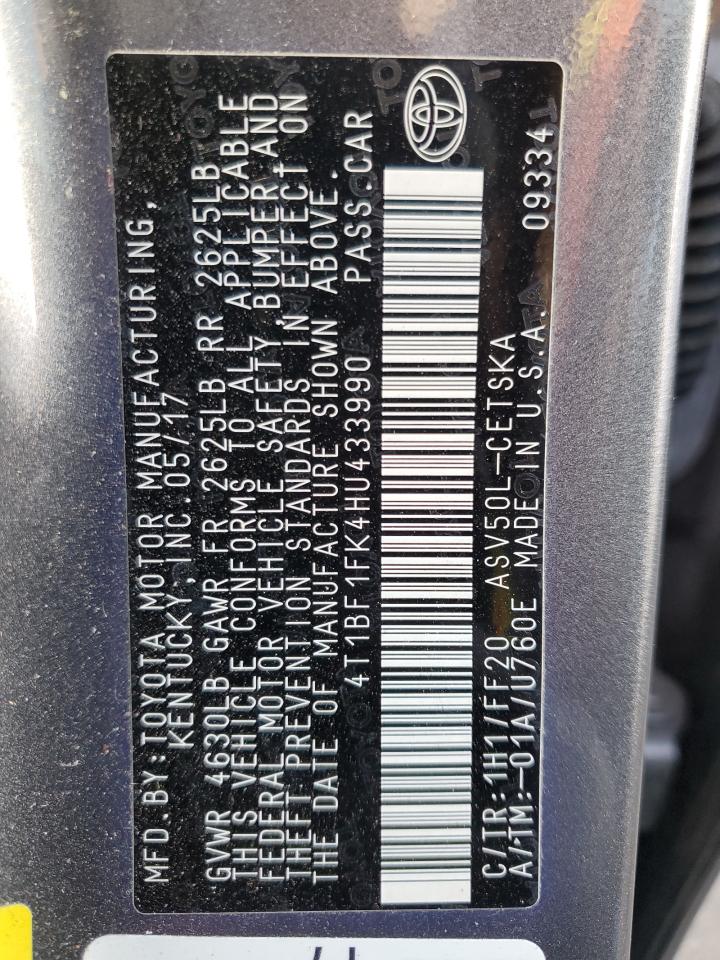 MFD.BY:TOYOTA MOTOR MANUFACTURING,
KENTUCKY,INC.05/17
GVWR 4630LB GAWR FR 2625LB RR 2625LB
THIS VEHICLE CONFORMS TO ALL APPLICABLE
FEDERAL MOTOR VEHICLE SAFETY,BUMPER,AND
THEFT PREVENTION STANDARDS IN EFFECT ON
THE DATE OF MANUFACTURE SHOWN ABOVE.
4T1BF1FK4HU433990 PASS.CAR
C/TR:1H1/FF20 ASV50L-CETSKA
A/TM:-01A/U760E MADE IN U.S.A. 09334